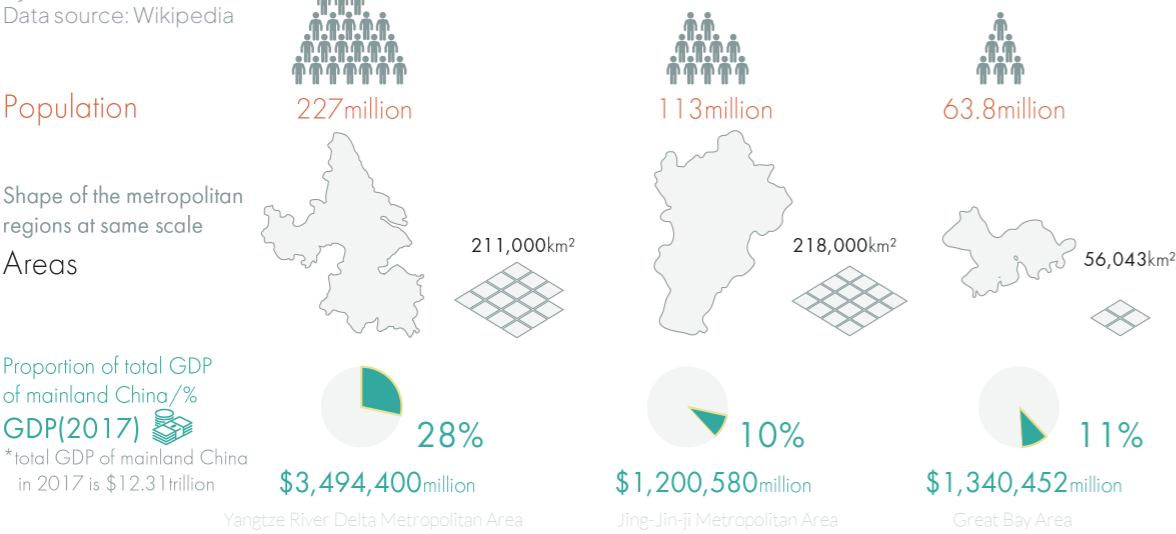 Data source: Wikipedia
Population
227million
113million
63.8million
Shape of the metropolitan
regions at same scale
Areas
211,000km²
218,000km²
56,043km²
Proportion of total GDP
of mainland China/%
GDP(2017)
*total GDP of mainland China
in 2017 is $12.31trillion
28%
10%
11%
$3,494,400million
$1,200,580million
$1,340,452million
Yangtze River Delta Metropolitan Area
Jing-Jin-ji Metropolitan Area
Great Bay Area